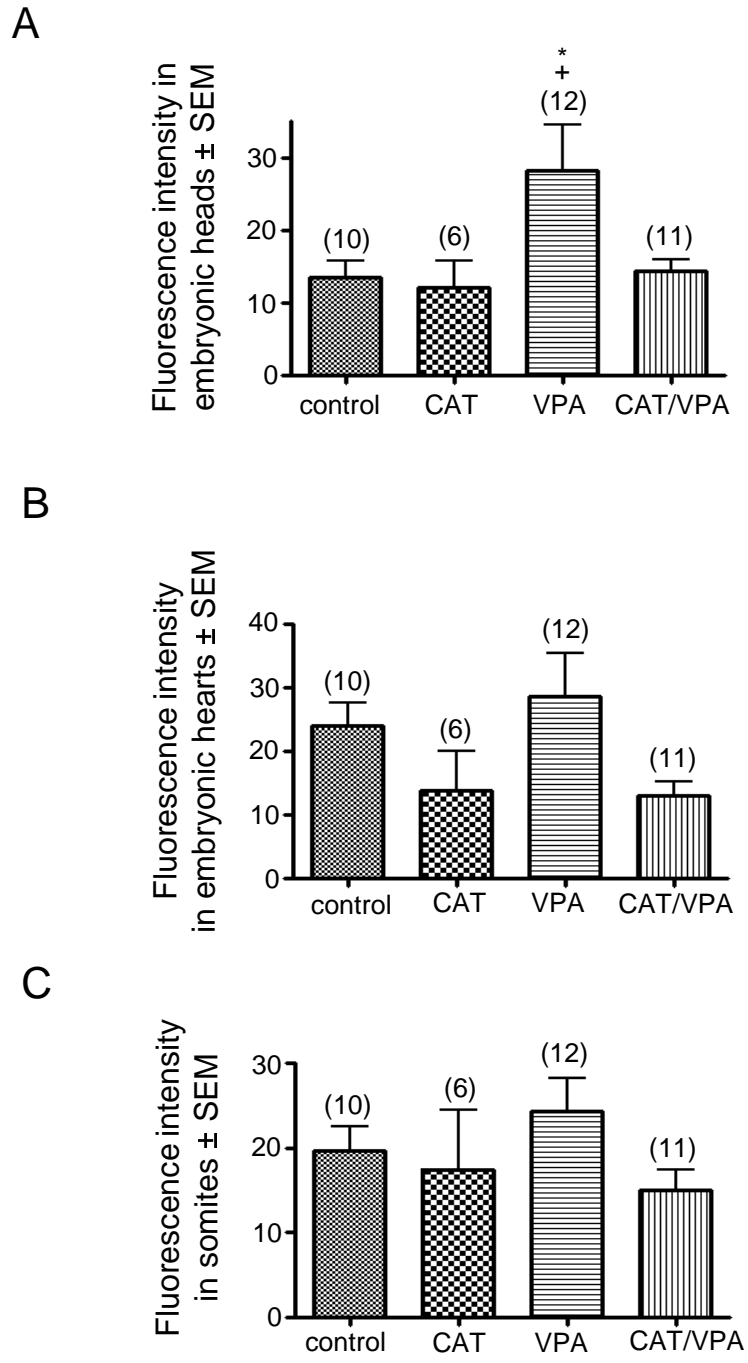 A
Fluorescence intensity in
embryonic heads ± SEM
*
+
(12)
(10)
(6)
(11)
30
20
10
0
control
CAT
VPA
CAT/VPA
B
Fluorescence intensity
in embryonic hearts ± SEM
40
30
20
10
0
(10)
(6)
(12)
(11)
control
CAT
VPA
CAT/VPA
C
Fluorescence intensity
in somites ± SEM
30
20
10
0
(10)
(6)
(12)
(11)
control
CAT
VPA
CAT/VPA